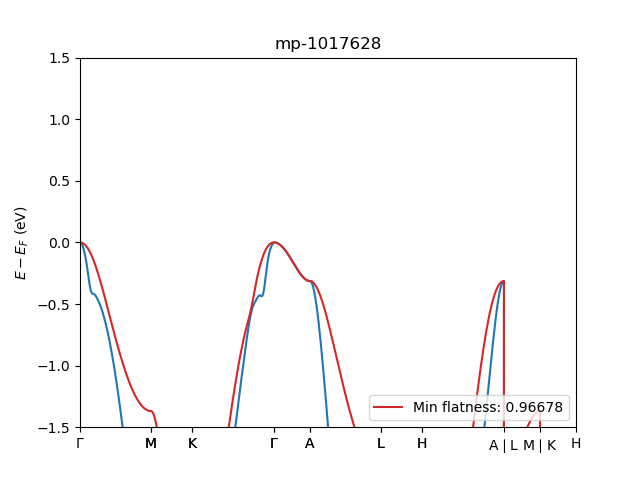 mp-1017628
1.5
1.0
0.5
0.0
−0.5
−1.0
−1.5
E − E_F (eV)
Min flatness: 0.96678
Γ M K Γ A L H A | L M | K H